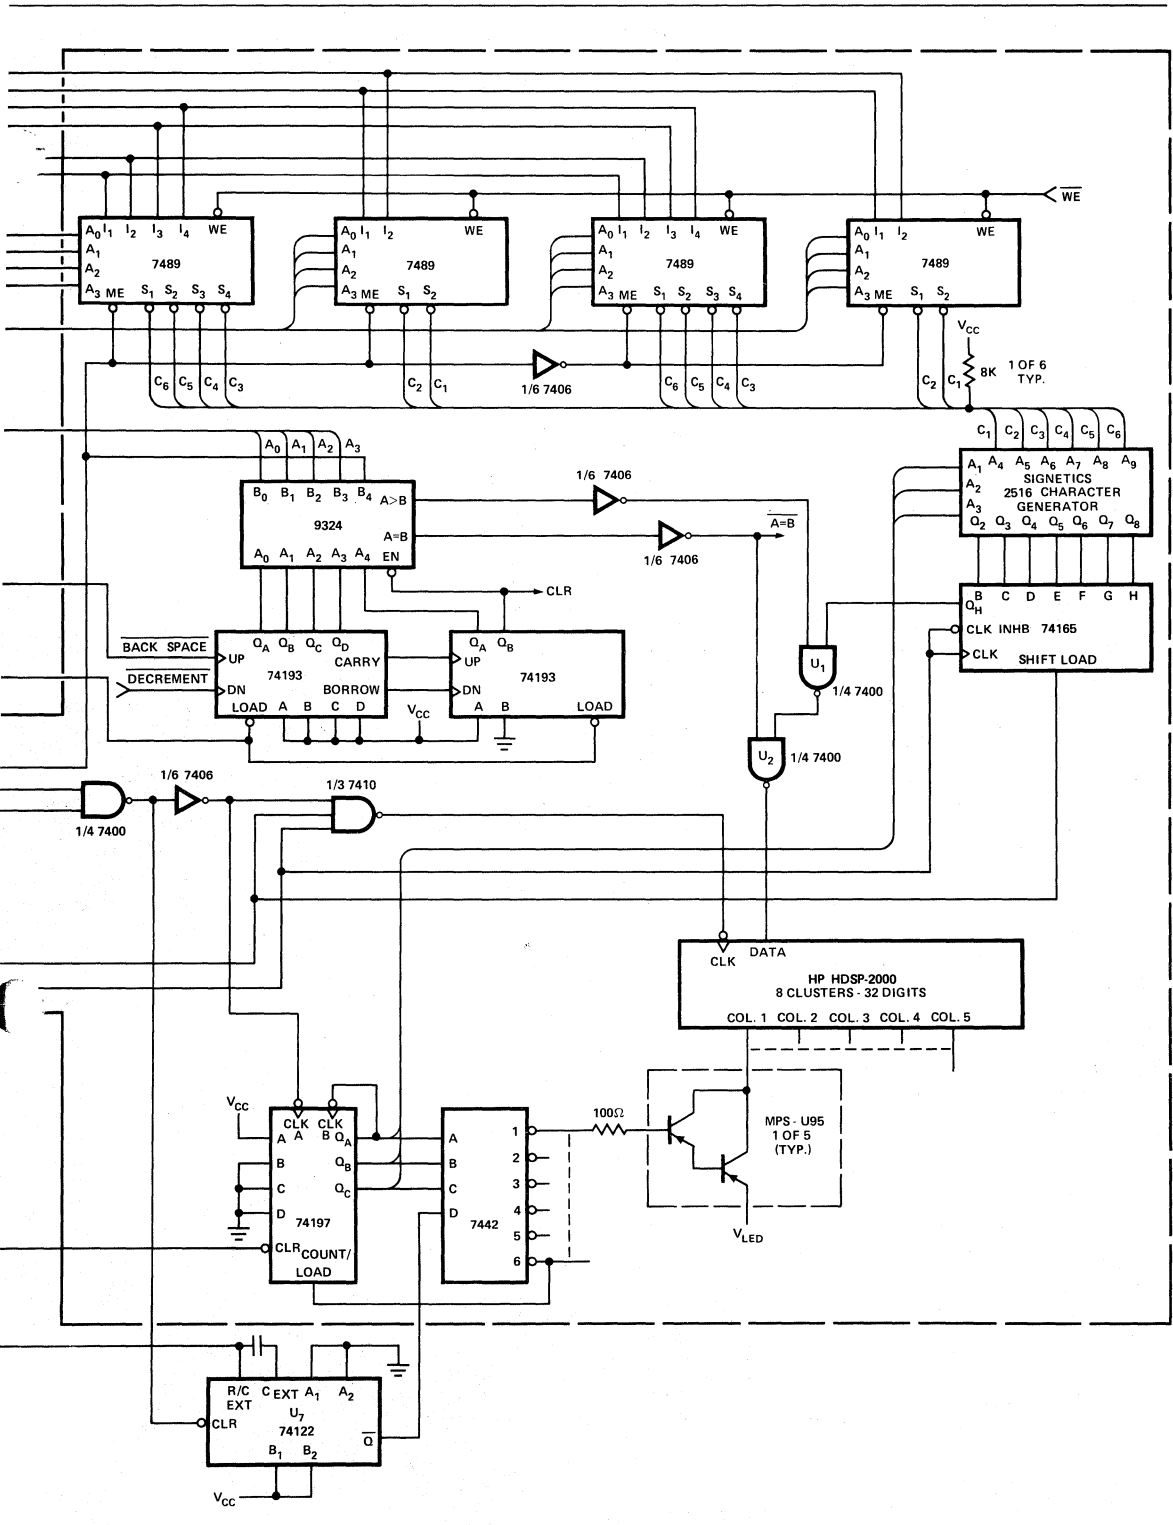 WE
A0 I1 I2 I3 I4 WE
A1
7489
A2
A3 ME S1 S2 S3 S4
A0 I1 I2 WE
A1
7489
A2
A3 ME S1 S2
A0 I1 I2 I3 I4 WE
A1
7489
A2
A3 ME S1 S2 S3 S4
A0 I1 I2 WE
A1
7489
A2
A3 ME S1 S2
VCC
8K
1 OF 6
TYP.
1/6 7406
C6 C5 C4 C3
C2 C1
C6 C5 C4 C3
C2 C1
C1 C2 C3 C4 C5 C6
A0 A1 A2 A3
B0 B1 B2 B3 B4 A>B
9324
A=B
A0 A1 A2 A3 A4 EN
1/6 7406
1/6 7406
A=B
CLR
A1 A4 A5 A6 A7 A8 A9
A2
A3
SIGNETICS
2516 CHARACTER
GENERATOR
Q2 Q3 Q4 Q5 Q6 Q7 Q8
B C D E F G H
QH
CLK INHB 74165
CLK
SHIFT LOAD
BACK SPACE
DECREMENT
QA QB QC QD
UP CARRY
74193
DN BORROW
LOAD A B C D
VCC
QA QB
UP
74193
DN
A B LOAD
U1
1/4 7400
U2
1/4 7400
1/4 7400
1/6 7406
1/3 7410
CLK DATA
HP HDSP-2000
8 CLUSTERS - 32 DIGITS
COL. 1 COL. 2 COL. 3 COL. 4 COL. 5
100Ω
MPS - U95
1 OF 5
(TYP.)
VLED
VCC
CLK CLK
A A B QA
B QB
C QC
D
74197
CLR COUNT/
LOAD
A 1
B 2
C 3
D 4
7442
5
6
R/C
EXT
C EXT A1 A2
U7
74122
CLR
Q
B1 B2
VCC